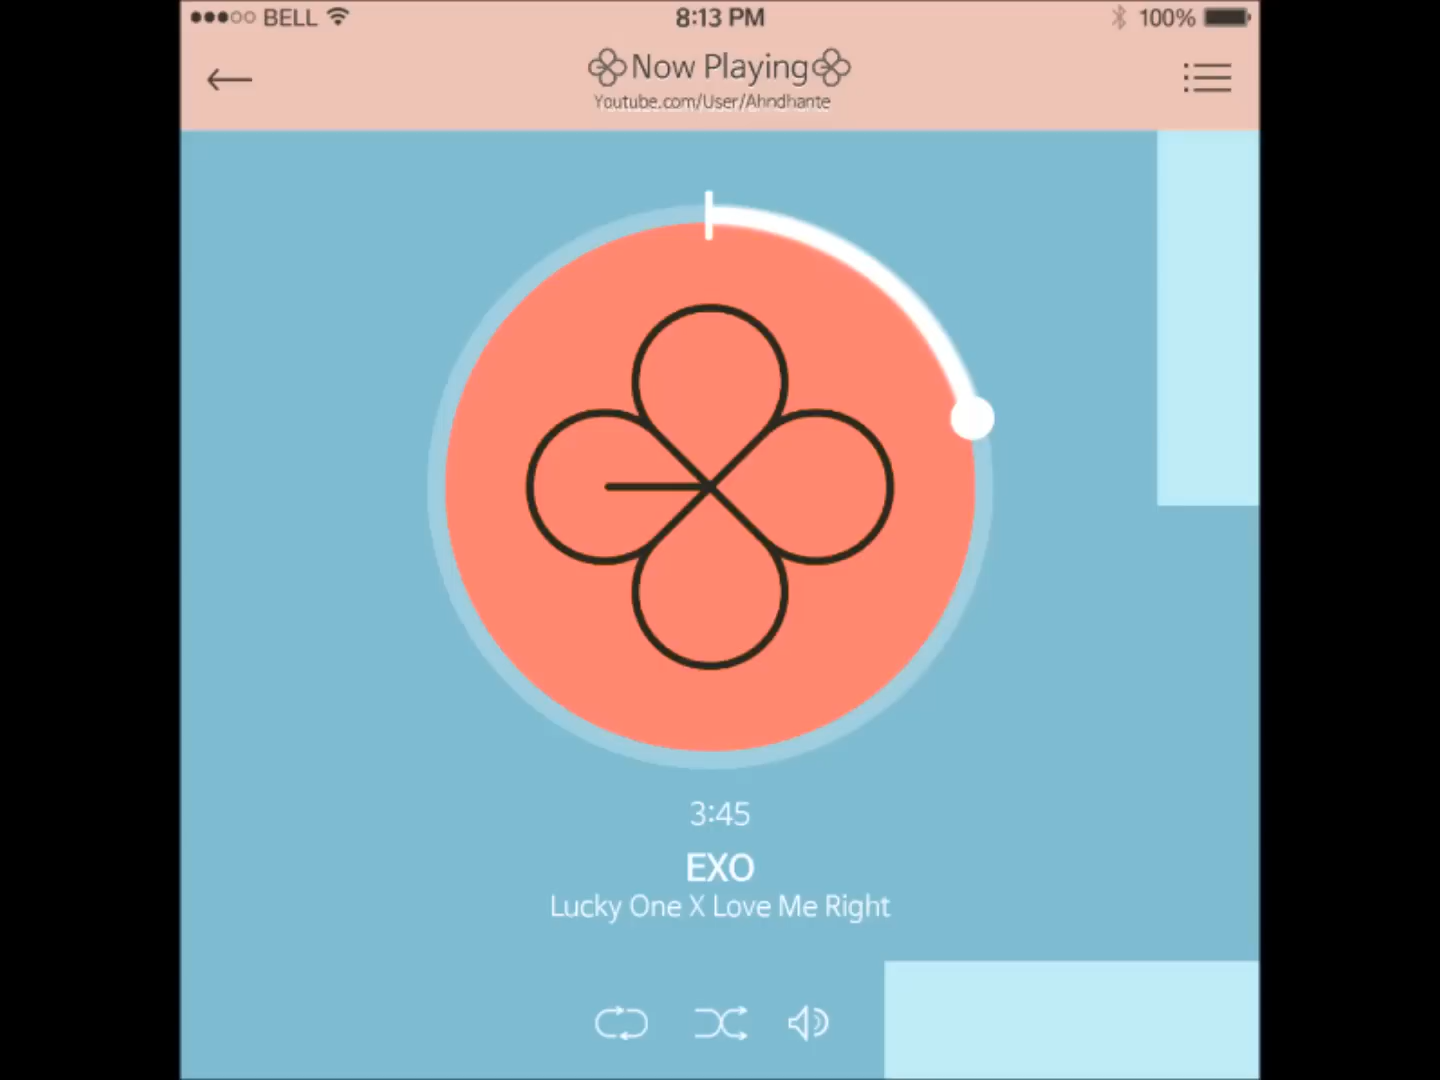 BELL 8:13 PM 100%
Now Playing
Youtube.com/User/Ahndhante
3:45
EXO
Lucky One X Love Me Right